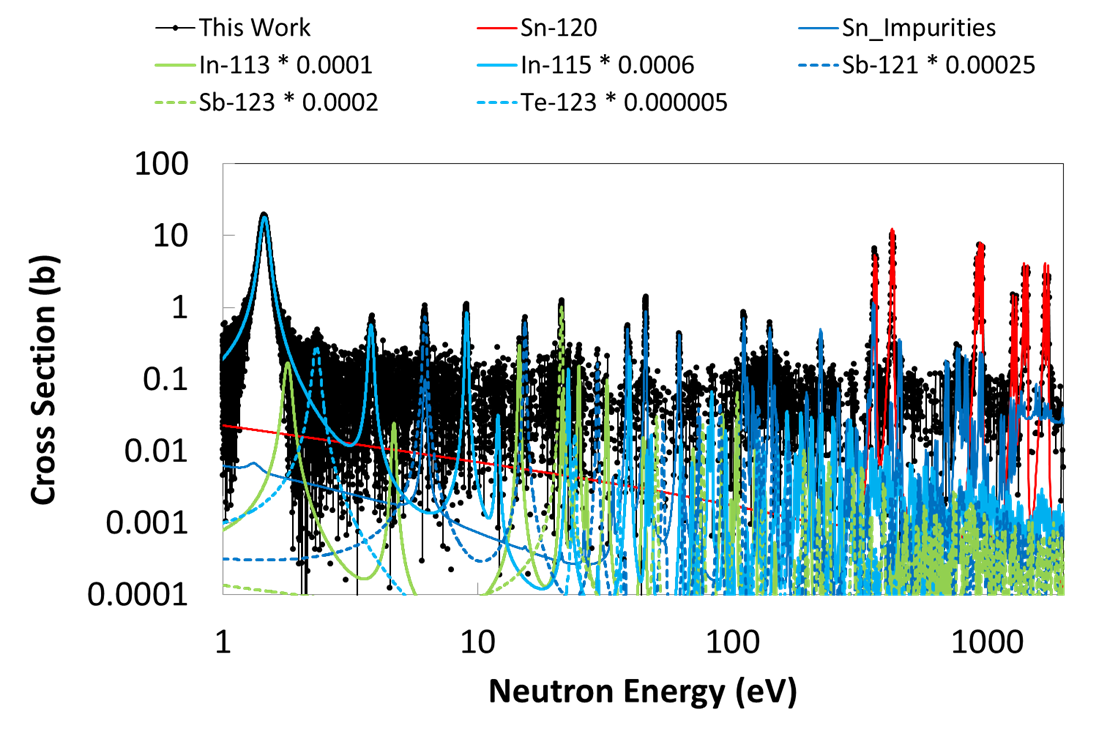 This Work Sn-120 Sn_Impurities
In-113 * 0.0001 In-115 * 0.0006 Sb-121 * 0.00025
Sb-123 * 0.0002 Te-123 * 0.000005
100
10
1
0.1
0.01
0.001
0.0001
Cross Section (b)
1 10 100 1000
Neutron Energy (eV)